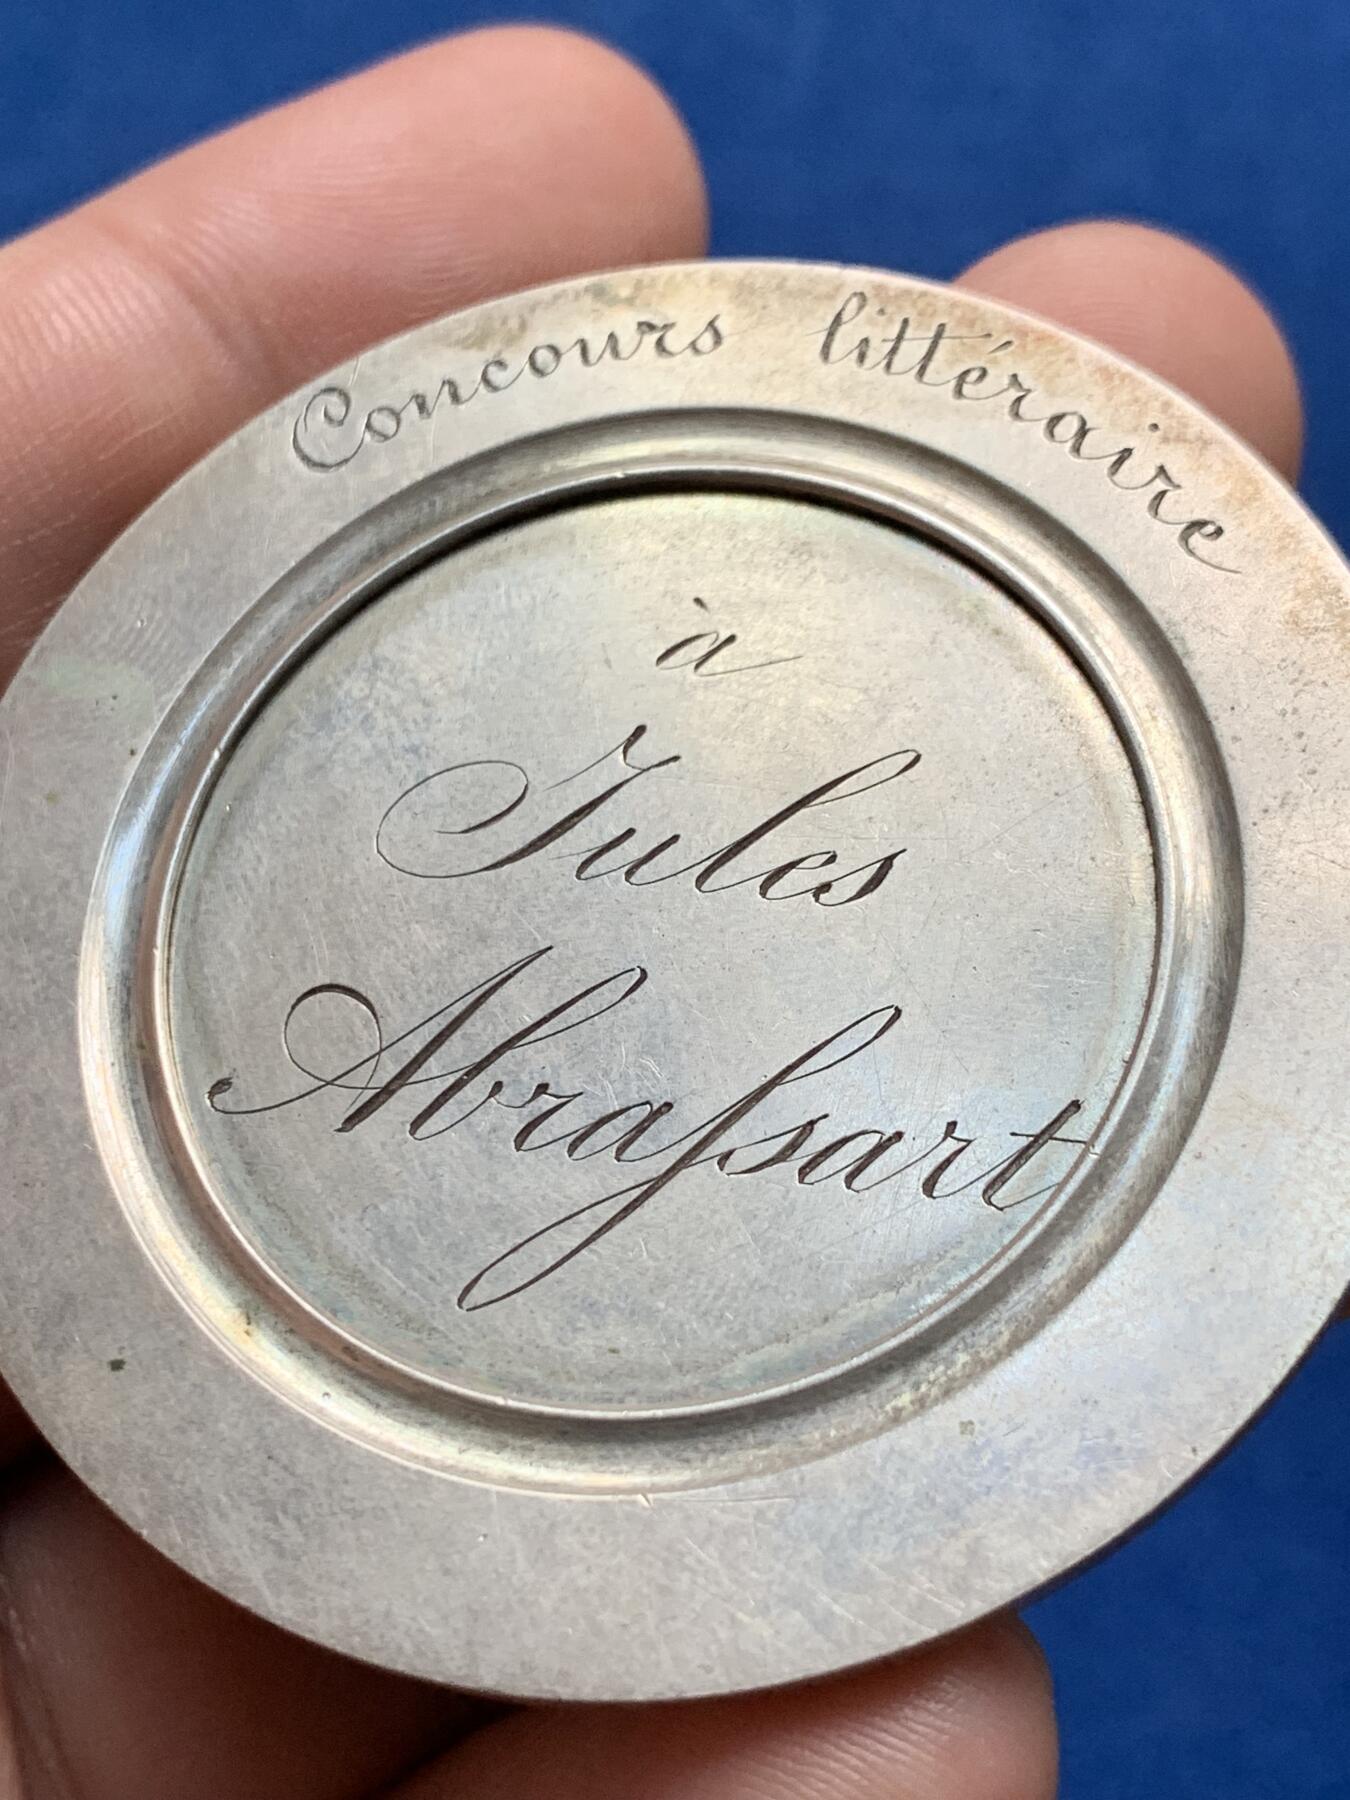 Concours littéraire
à
Jules
Abraſsart